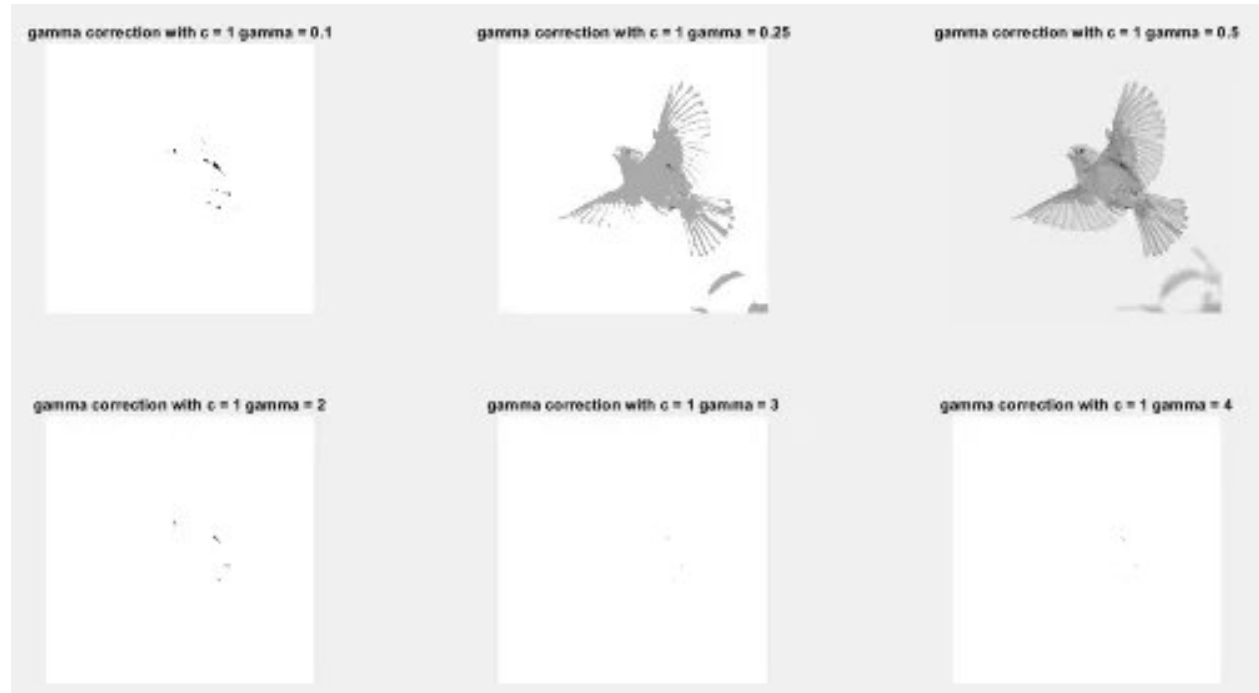 gamma correction with c = 1 gamma = 0.1
gamma correction with c = 1 gamma = 0.25
gamma correction with c = 1 gamma = 0.5
gamma correction with c = 1 gamma = 2
gamma correction with c = 1 gamma = 3
gamma correction with c = 1 gamma = 4